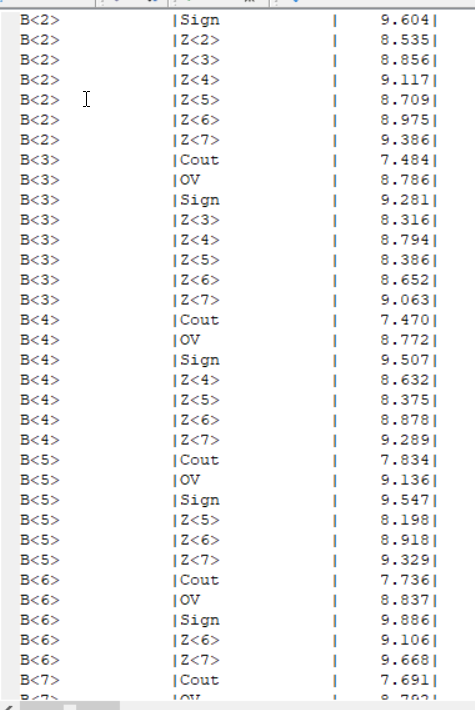 B<2> |Sign | 9.604|
B<2> |Z<2> | 8.535|
B<2> |Z<3> | 8.856|
B<2> |Z<4> | 9.117|
B<2> |Z<5> | 8.709|
B<2> |Z<6> | 8.975|
B<2> |Z<7> | 9.386|
B<3> |Cout | 7.484|
B<3> |OV | 8.786|
B<3> |Sign | 9.281|
B<3> |Z<3> | 8.316|
B<3> |Z<4> | 8.794|
B<3> |Z<5> | 8.386|
B<3> |Z<6> | 8.652|
B<3> |Z<7> | 9.063|
B<4> |Cout | 7.470|
B<4> |OV | 8.772|
B<4> |Sign | 9.507|
B<4> |Z<4> | 8.632|
B<4> |Z<5> | 8.375|
B<4> |Z<6> | 8.878|
B<4> |Z<7> | 9.289|
B<5> |Cout | 7.834|
B<5> |OV | 9.136|
B<5> |Sign | 9.547|
B<5> |Z<5> | 8.198|
B<5> |Z<6> | 8.918|
B<5> |Z<7> | 9.329|
B<6> |Cout | 7.736|
B<6> |OV | 8.837|
B<6> |Sign | 9.886|
B<6> |Z<6> | 9.106|
B<6> |Z<7> | 9.668|
B<7> |Cout | 7.691|
B<7> |OV |